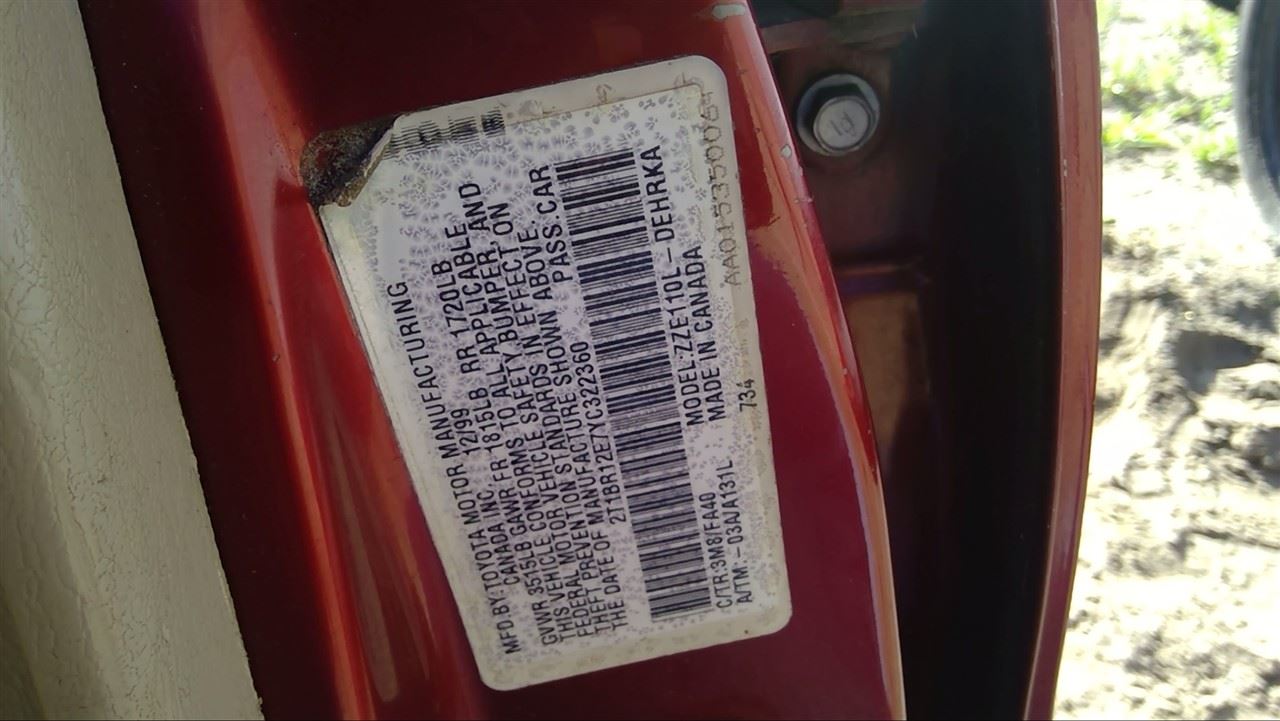 MFD.BY:TOYOTA MOTOR MANUFACTURING
CANADA INC. 12/99
GVWR 3515LB GAWR FR 1815LB RR 1720LB
THIS VEHICLE CONFORMS TO ALL APPLICABLE
FEDERAL MOTOR VEHICLE SAFETY BUMPER, AND
THEFT PREVENTION STANDARDS IN EFFECT ON
THE DATE OF MANUFACTURE SHOWN ABOVE.
2T1BR12E7YC322360 PASS.CAR
C/TR:3M8/FA40 MODEL:ZZE110L-DEHRKA
A/TM:-03A/A131L MADE IN CANADA
734